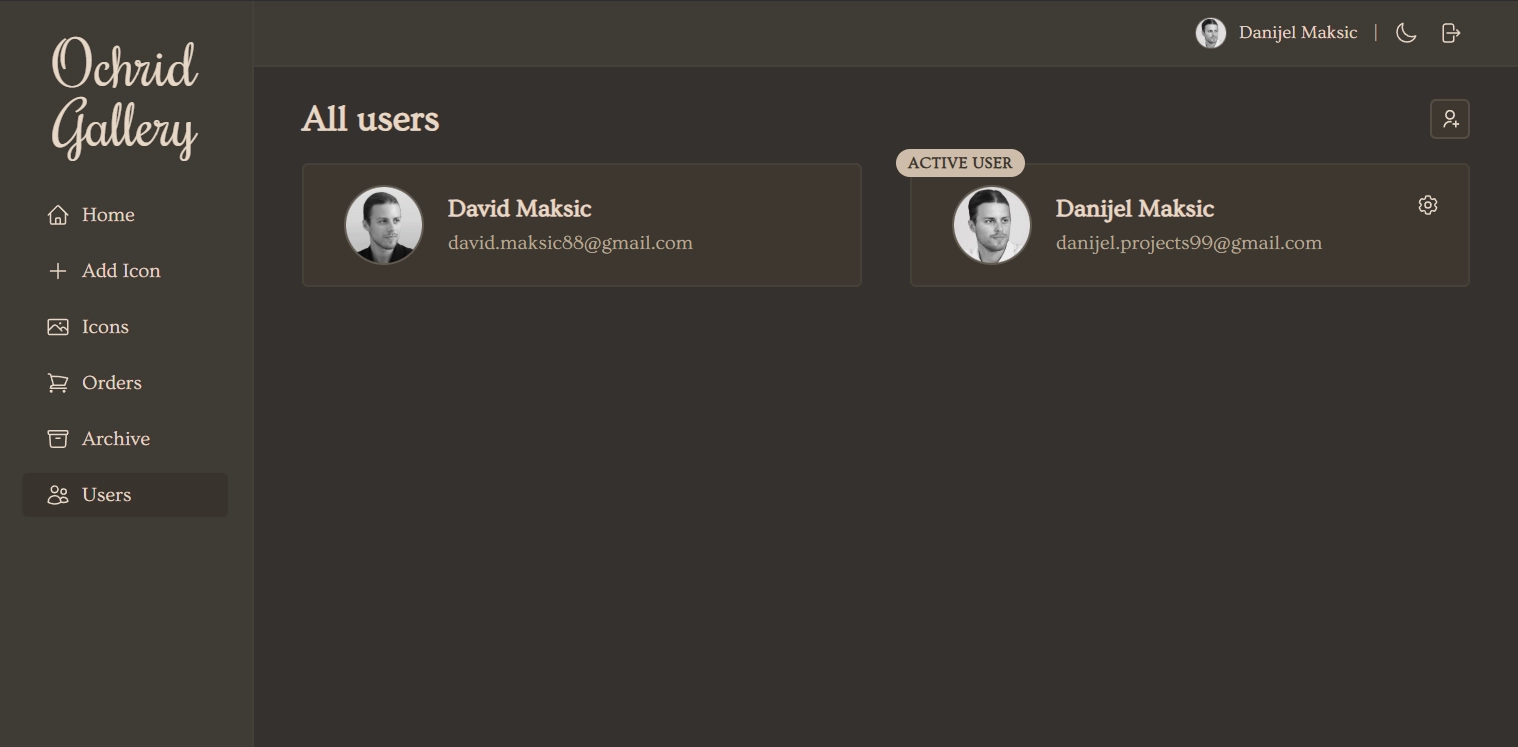 Ochrid
Gallery
Home
Add Icon
Icons
Orders
Archive
Users
Danijel Maksic |
All users
David Maksic
david.maksic88@gmail.com
ACTIVE USER
Danijel Maksic
danijel.projects99@gmail.com